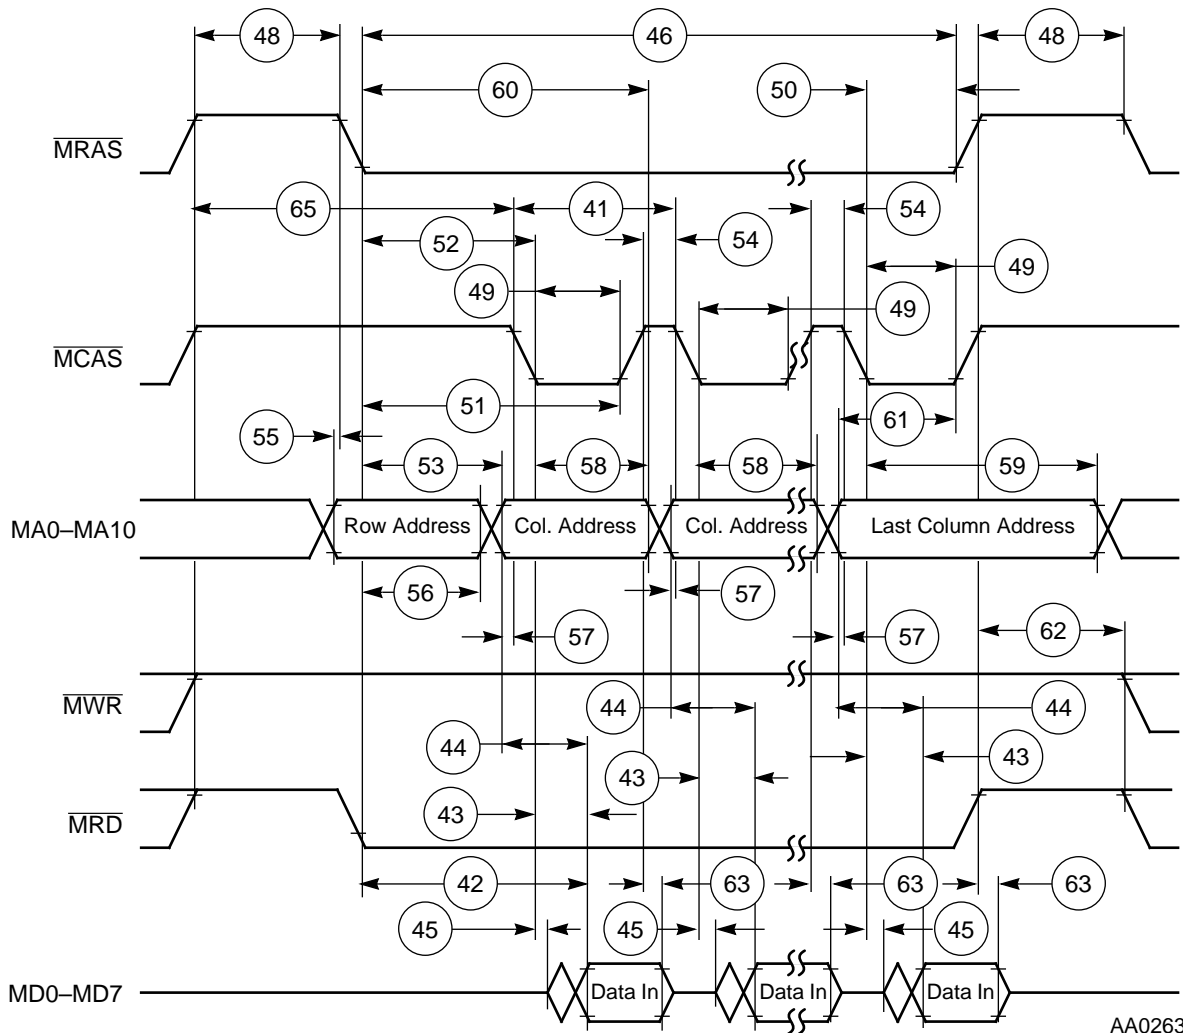 48 46 48
60 50
MRAS
65 41 54
52 54
49 49
49
MCAS
51
55 61
53 58 58 59
MA0–MA10 Row Address Col. Address Col. Address Last Column Address
56 57
57 57 62
MWR 44 44
44 43 43
MRD 43
42 63 63 63
45 45 45
MD0–MD7 Data In Data In Data In
AA0263